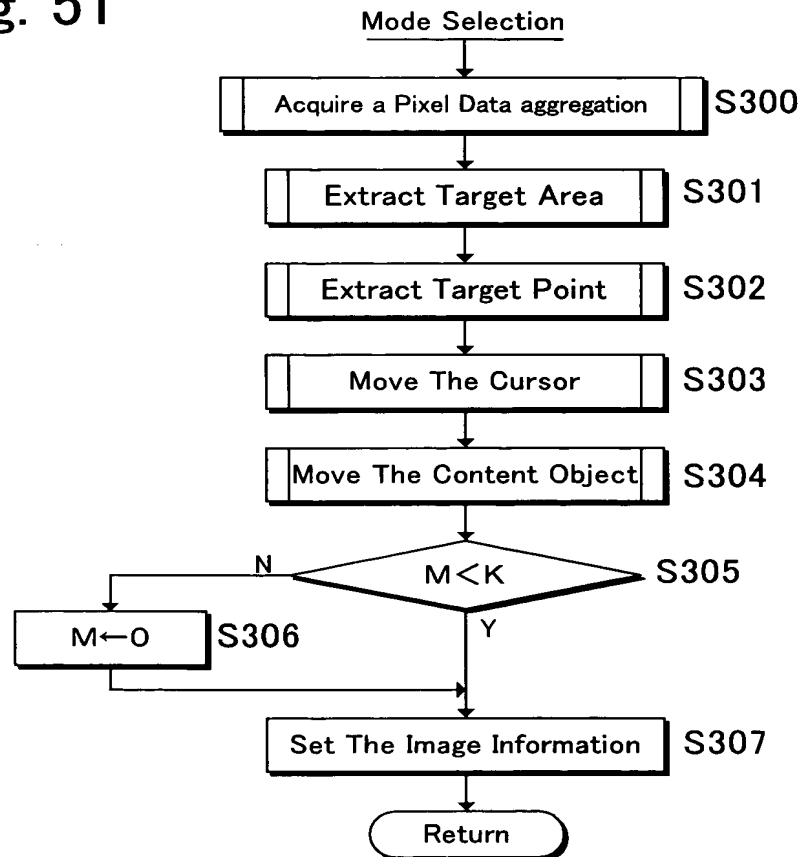 g. 51
Mode Selection
Acquire a Pixel Data aggregation S300
Extract Target Area S301
Extract Target Point S302
Move The Cursor S303
Move The Content Object S304
M<K S305
N
Y
M←0 S306
Set The Image Information S307
Return